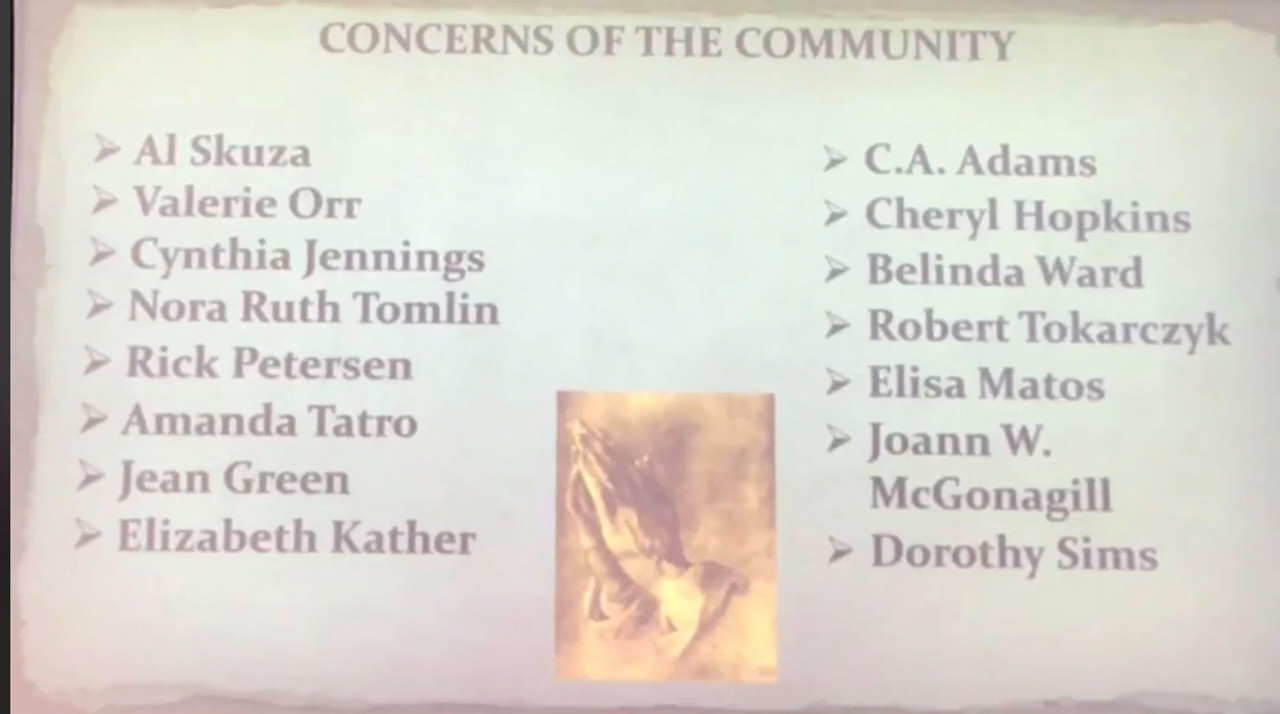 CONCERNS OF THE COMMUNITY
➢ Al Skuza
➢ Valerie Orr
➢ Cynthia Jennings
➢ Nora Ruth Tomlin
➢ Rick Petersen
➢ Amanda Tatro
➢ Jean Green
➢ Elizabeth Kather
➢ C.A. Adams
➢ Cheryl Hopkins
➢ Belinda Ward
➢ Robert Tokarczyk
➢ Elisa Matos
➢ Joann W.
McGonagill
➢ Dorothy Sims